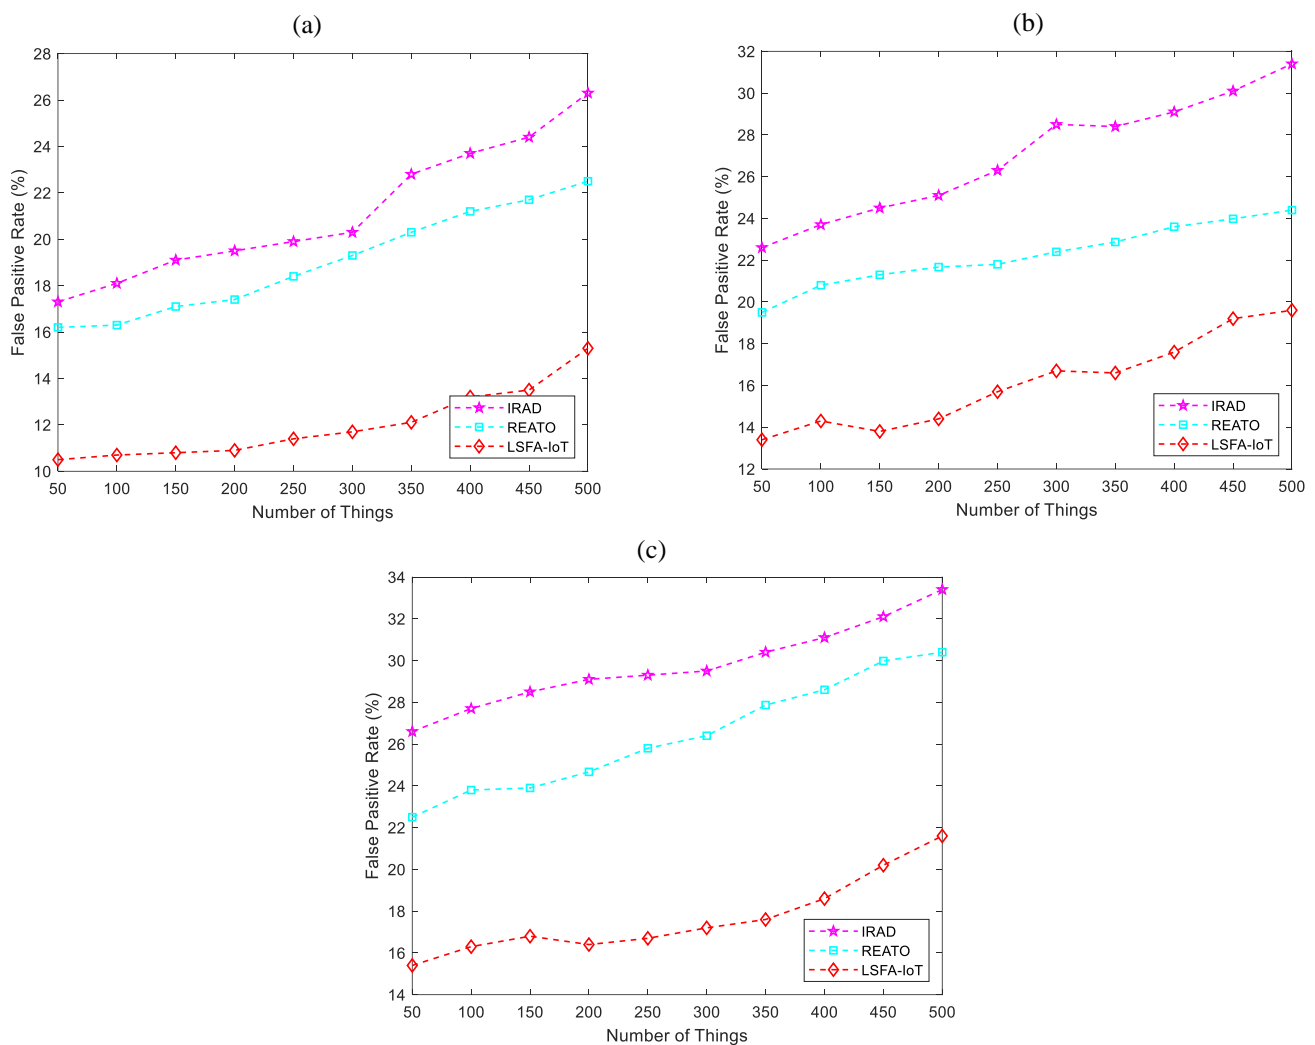 (a)
28
26
24
22
20
18
16
14
12
10
False Pasitive Rate (%)
50 100 150 200 250 300 350 400 450 500
Number of Things
IRAD
REATO
LSFA-IoT
(b)
32
30
28
26
24
22
20
18
16
14
12
False Pasitive Rate (%)
50 100 150 200 250 300 350 400 450 500
Number of Things
IRAD
REATO
LSFA-IoT
(c)
34
32
30
28
26
24
22
20
18
16
14
False Pasitive Rate (%)
50 100 150 200 250 300 350 400 450 500
Number of Things
IRAD
REATO
LSFA-IoT